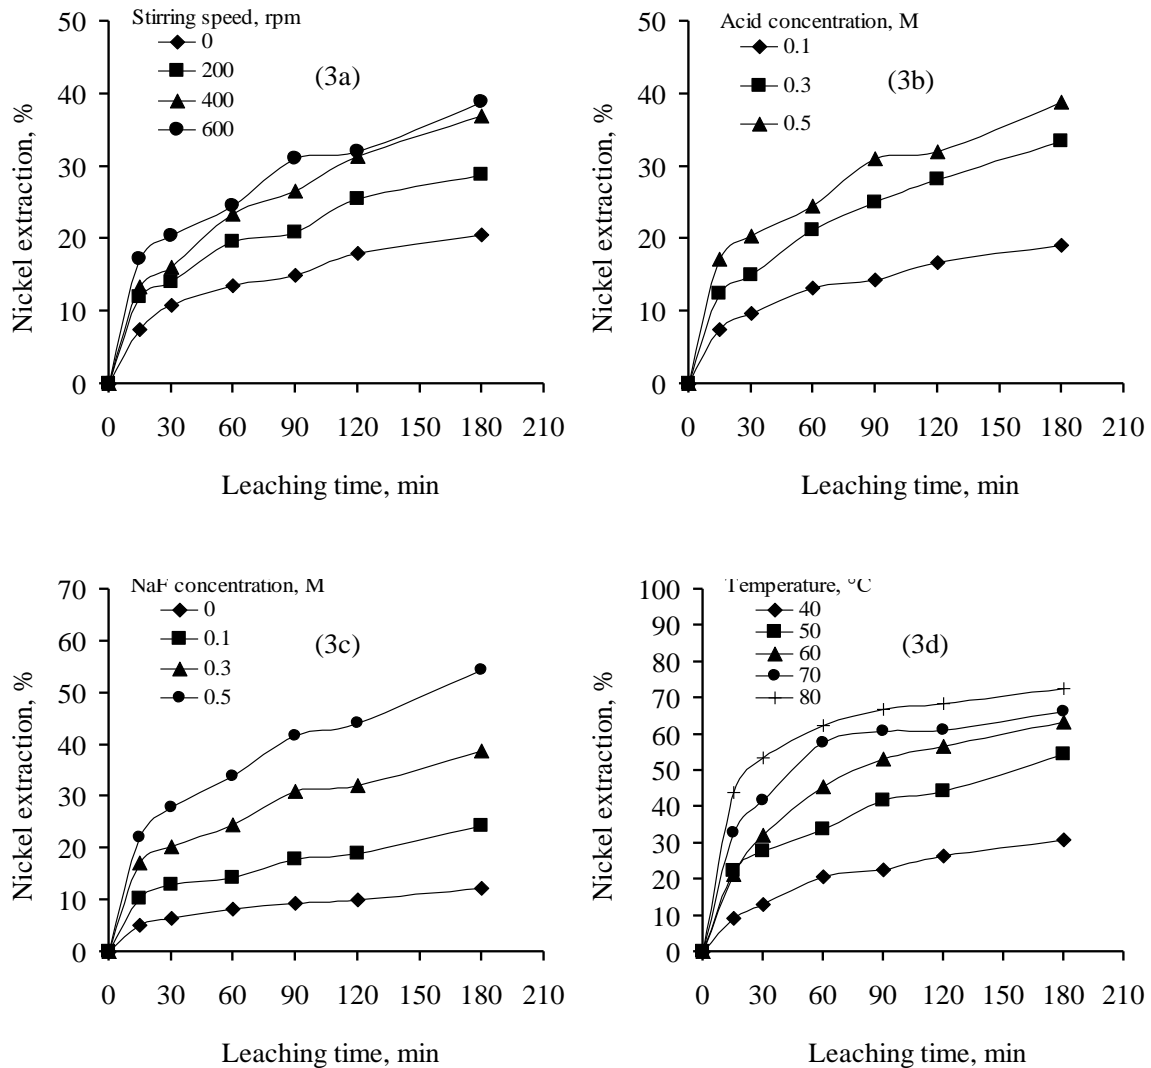 Stirring speed, rpm
0
200
400
600
(3a)
50
40
30
20
10
0
Nickel extraction, %
0 30 60 90 120 150 180 210
Leaching time, min
Acid concentration, M
0.1
0.3
0.5
(3b)
50
40
30
20
10
0
Nickel extraction, %
0 30 60 90 120 150 180 210
Leaching time, min
NaF concentration, M
0
0.1
0.3
0.5
(3c)
70
60
50
40
30
20
10
0
Nickel extraction, %
0 30 60 90 120 150 180 210
Leaching time, min
Temperature, °C
40
50
60
70
80
(3d)
100
90
80
70
60
50
40
30
20
10
0
Nickel extraction, %
0 30 60 90 120 150 180 210
Leaching time, min